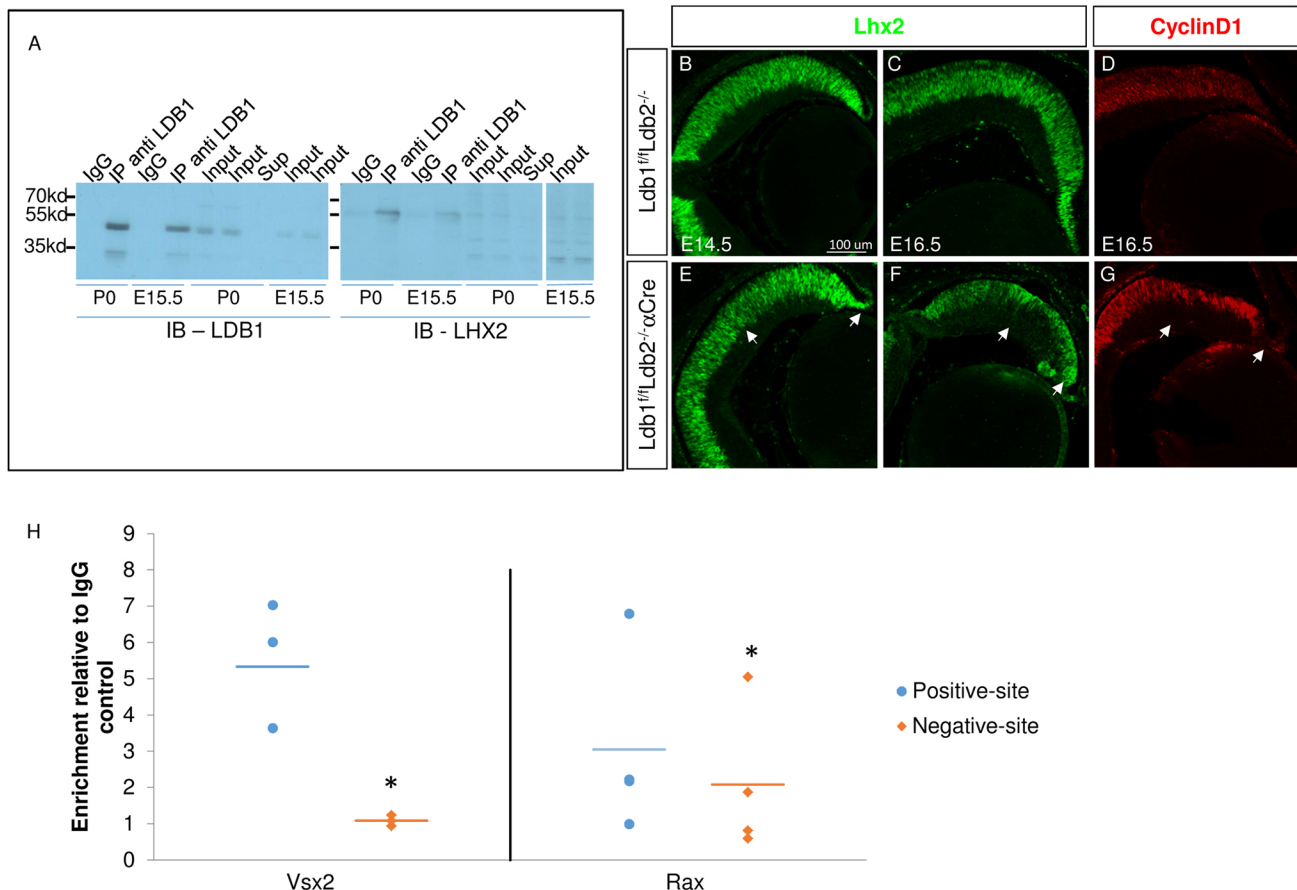 A
IgG
IP anti LDB1
IgG
IP anti LDB1
Input
Input
Sup
Input
Input
IgG
IP anti LDB1
IgG
IP anti LDB1
Input
Input
Sup
Input
Input
70kd
55kd
35kd
P0
E15.5
P0
E15.5
P0
E15.5
P0
E15.5
IB – LDB1
IB - LHX2
Lhx2
CyclinD1
Ldb1f/fLdb2-/-
B
E14.5
100 um
C
E16.5
D
E16.5
Ldb1f/fLdb2-/-αCre
E
F
G
H
Enrichment relative to IgG
control
9
8
7
6
5
4
3
2
1
0
*
*
Vsx2
Rax
Positive-site
Negative-site